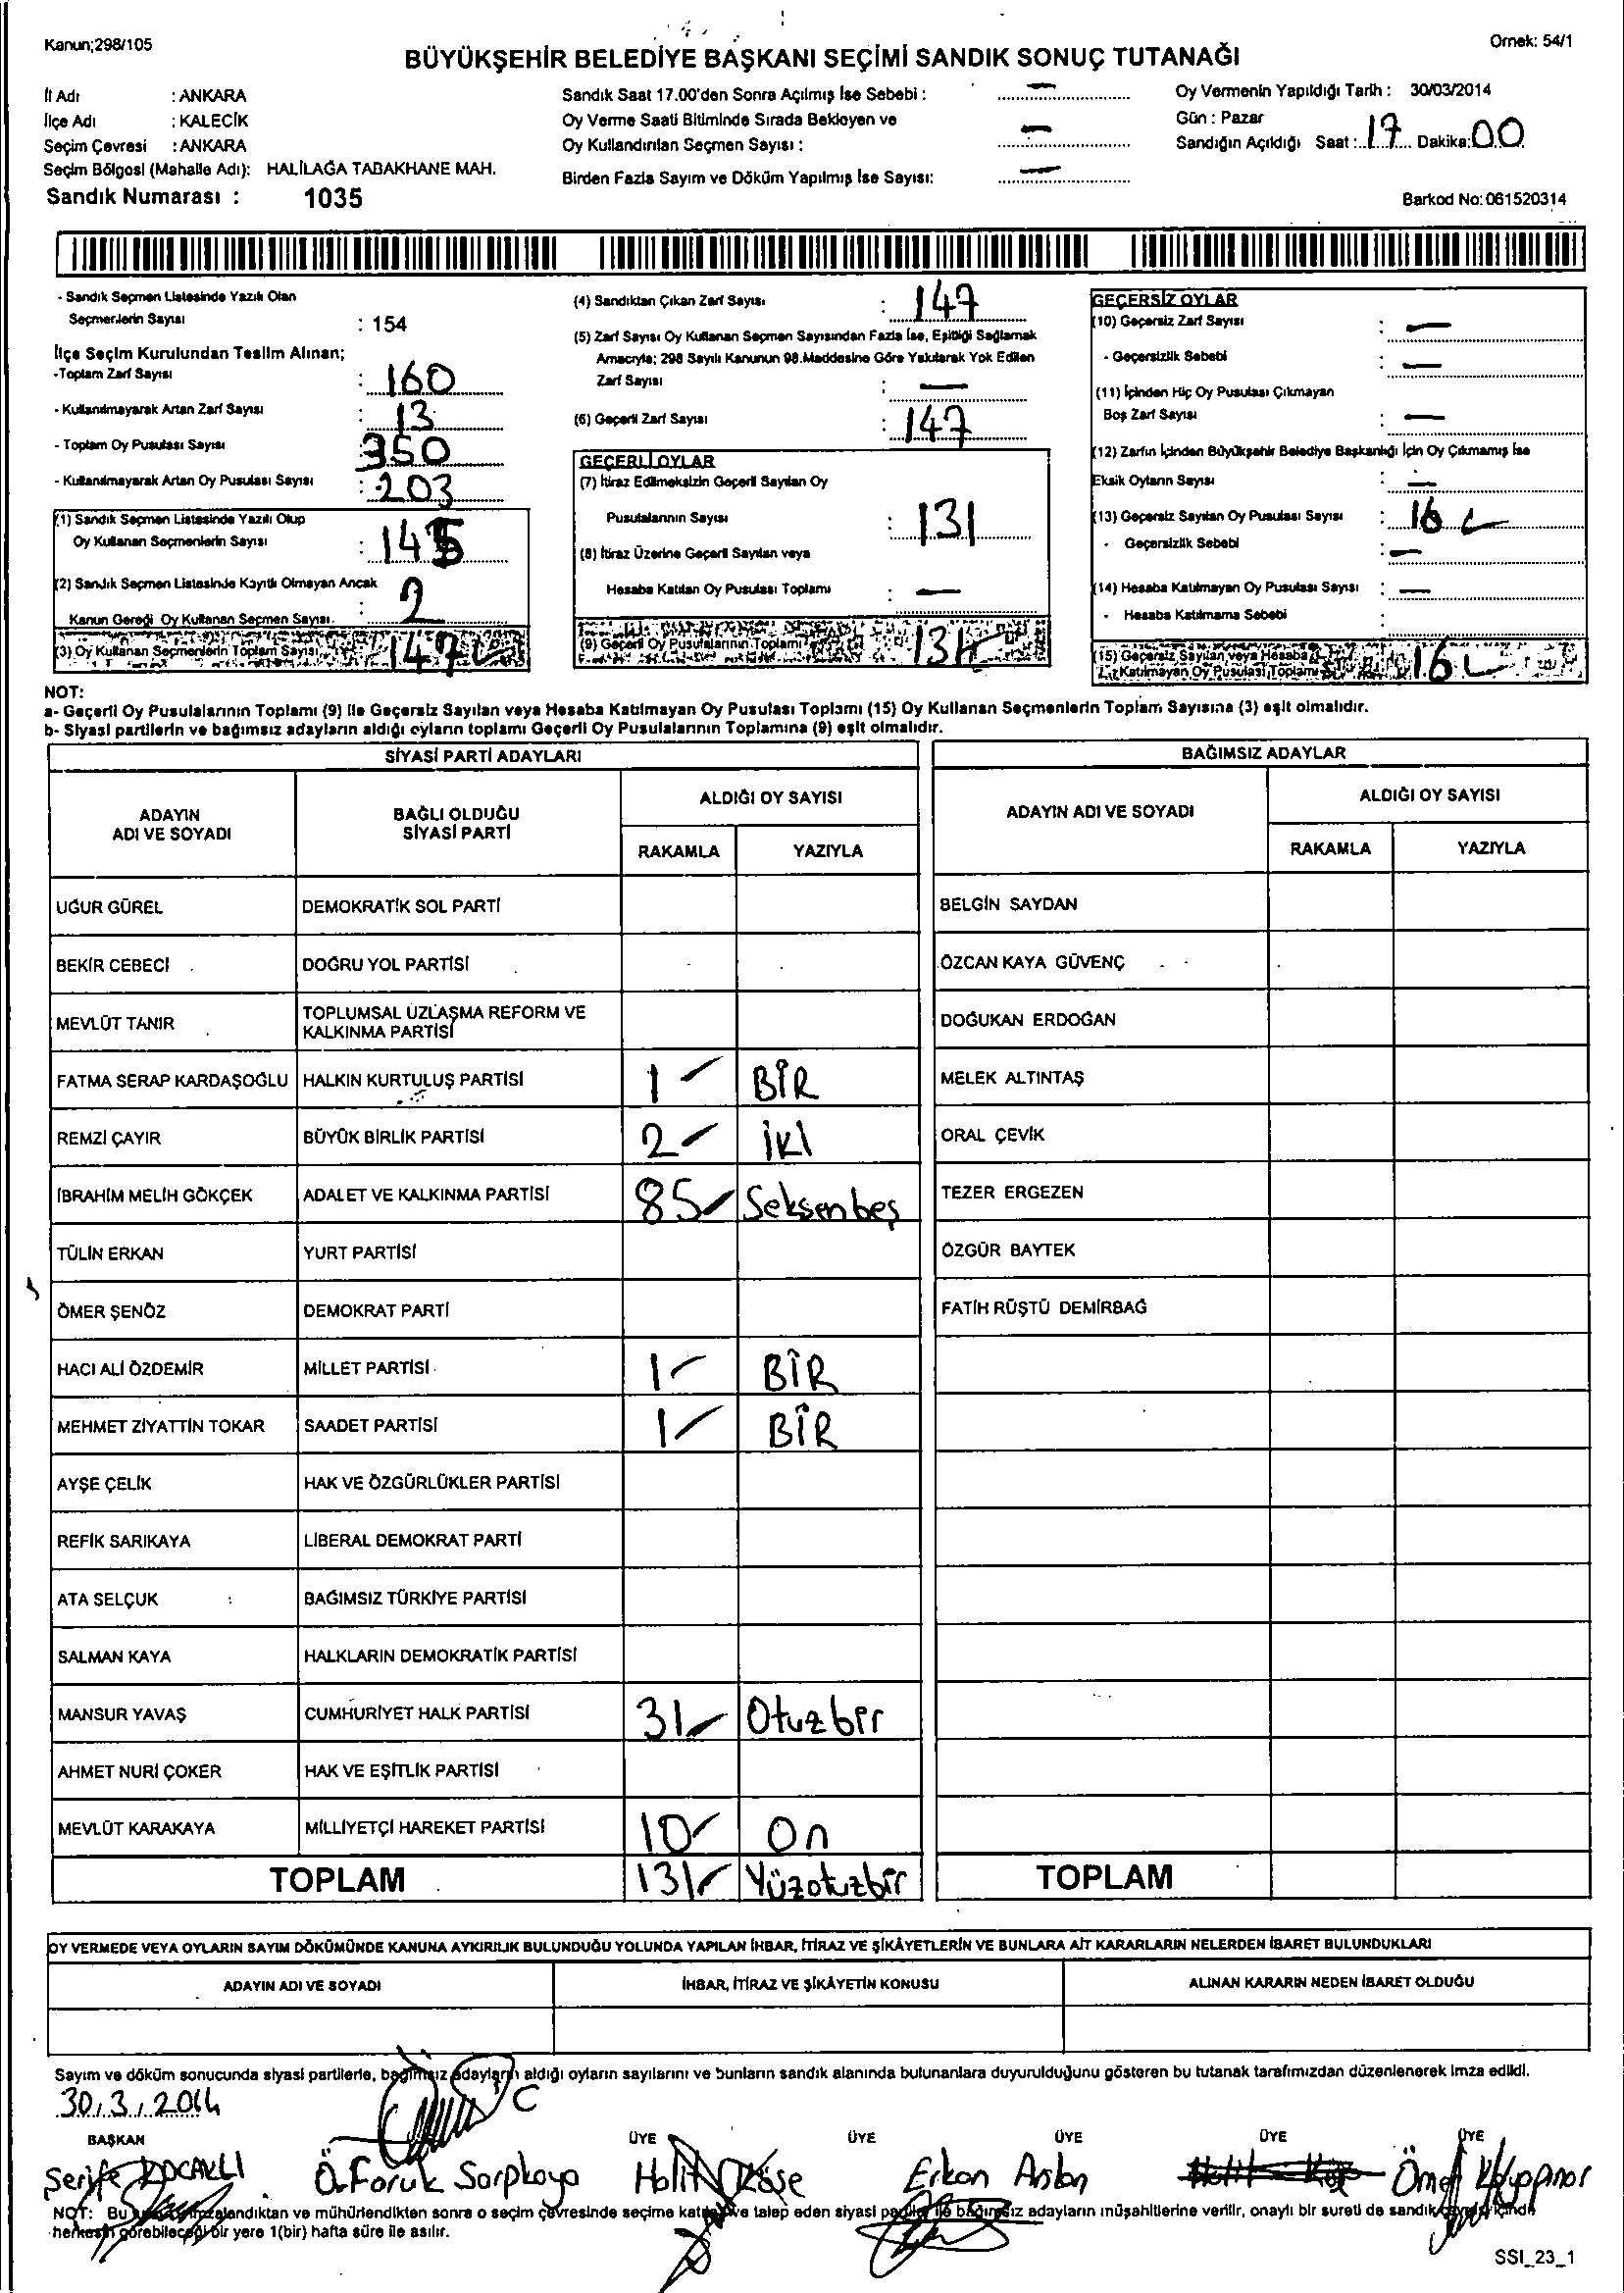 Kanun;298/105
Örnek: 54/1
BÜYÜKŞEHİR BELEDİYE BAŞKANI SEÇİMİ SANDIK SONUÇ TUTANAĞI
İl Adı : ANKARA
İlçe Adı : KALECİK
Seçim Çevresi : ANKARA
Seçim Bölgesi (Mahalle Adı): HALİLAĞA TABAKHANE MAH.
Sandık Numarası : 1035
Sandık Saat 17.00'den Sonra Açılmış İse Sebebi : —
Oy Verme Saati Bitiminde Sırada Bekleyen ve
Oy Kullandırılan Seçmen Sayısı : —
Birden Fazla Sayım ve Döküm Yapılmış İse Sayısı: —
Oy Vermenin Yapıldığı Tarih : 30/03/2014
Gün : Pazar
Sandığın Açıldığı Saat : 17 Dakika: 00
Barkod No: 061520314
- Sandık Seçmen Listesinde Yazılı Olan
Seçmenlerin Sayısı : 154
İlçe Seçim Kurulundan Teslim Alınan;
-Toplam Zarf Sayısı : 160
- Kullanılmayarak Artan Zarf Sayısı : 13
- Toplam Oy Pusulası Sayısı : 350
- Kullanılmayarak Artan Oy Pusulası Sayısı : 203
(1) Sandık Seçmen Listesinde Yazılı Olup
Oy Kullanan Seçmenlerin Sayısı : 145
(2) Sandık Seçmen Listesinde Kayıtlı Olmayan Ancak
Kanun Gereği Oy Kullanan Seçmen Sayısı : 2
(3) Oy Kullanan Seçmenlerin Toplam Sayısı 147
(4) Sandıktan Çıkan Zarf Sayısı : 147
(5) Zarf Sayısı Oy Kullanan Seçmen Sayısından Fazla İse, Eşitliği Sağlamak
Amacıyla; 298 Sayılı Kanunun 98.Maddesine Göre Yakılarak Yok Edilen
Zarf Sayısı : —
(6) Geçerli Zarf Sayısı : 147
GEÇERLİ OYLAR
(7) İtiraz Edilmeksizin Geçerli Sayılan Oy
Pusulalarının Sayısı : 131
(8) İtiraz Üzerine Geçerli Sayılan veya
Hesaba Katılan Oy Pusulası Toplamı : —
(9) Geçerli Oy Pusulalarının Toplamı 131
GEÇERSİZ OYLAR
(10) Geçersiz Zarf Sayısı : —
- Geçersizlik Sebebi : —
(11) İçinden Hiç Oy Pusulası Çıkmayan
Boş Zarf Sayısı : —
(12) Zarfın İçinden Büyükşehir Belediye Başkanlığı İçin Oy Çıkmamış İse
Eksik Oyların Sayısı : —
(13) Geçersiz Sayılan Oy Pusulası Sayısı : 16
- Geçersizlik Sebebi : —
(14) Hesaba Katılmayan Oy Pusulası Sayısı : —
- Hesaba Katılmama Sebebi
(15) Geçersiz Sayılan veya Hesaba
Katılmayan Oy Pusulası Toplamı 16
NOT:
a- Geçerli Oy Pusulalarının Toplamı (9) ile Geçersiz Sayılan veya Hesaba Katılmayan Oy Pusulası Toplamı (15) Oy Kullanan Seçmenlerin Toplam Sayısına (3) eşit olmalıdır.
b- Siyasi partilerin ve bağımsız adayların aldığı oyların toplamı Geçerli Oy Pusulalarının Toplamına (9) eşit olmalıdır.
SİYASİ PARTİ ADAYLARI
ADAYIN ADI VE SOYADI
BAĞLI OLDUĞU SİYASİ PARTİ
ALDIĞI OY SAYISI
RAKAMLA YAZIYLA
UĞUR GÜREL DEMOKRATİK SOL PARTİ
BEKİR CEBECİ DOĞRU YOL PARTİSİ
MEVLÜT TANIR TOPLUMSAL UZLAŞMA REFORM VE KALKINMA PARTİSİ
FATMA SERAP KARDAŞOĞLU HALKIN KURTULUŞ PARTİSİ 1 BİR
REMZİ ÇAYIR BÜYÜK BİRLİK PARTİSİ 2 İKİ
İBRAHİM MELİH GÖKÇEK ADALET VE KALKINMA PARTİSİ 85 Seksenbeş
TÜLİN ERKAN YURT PARTİSİ
ÖMER ŞENÖZ DEMOKRAT PARTİ
HACI ALİ ÖZDEMİR MİLLET PARTİSİ 1 BİR
MEHMET ZİYATTİN TOKAR SAADET PARTİSİ 1 BİR
AYŞE ÇELİK HAK VE ÖZGÜRLÜKLER PARTİSİ
REFİK SARIKAYA LİBERAL DEMOKRAT PARTİ
ATA SELÇUK BAĞIMSIZ TÜRKİYE PARTİSİ
SALMAN KAYA HALKLARIN DEMOKRATİK PARTİSİ
MANSUR YAVAŞ CUMHURİYET HALK PARTİSİ 31 Otuzbir
AHMET NURİ ÇOKER HAK VE EŞİTLİK PARTİSİ
MEVLÜT KARAKAYA MİLLİYETÇİ HAREKET PARTİSİ 10 On
TOPLAM 131 Yüzotuzbir
BAĞIMSIZ ADAYLAR
ADAYIN ADI VE SOYADI
ALDIĞI OY SAYISI
RAKAMLA YAZIYLA
BELGİN SAYDAN
ÖZCAN KAYA GÜVENÇ
DOĞUKAN ERDOĞAN
MELEK ALTINTAŞ
ORAL ÇEVİK
TEZER ERGEZEN
ÖZGÜR BAYTEK
FATİH RÜŞTÜ DEMİRBAĞ
TOPLAM
OY VERMEDE VEYA OYLARIN SAYIM DÖKÜMÜNDE KANUNA AYKIRILIK BULUNDUĞU YOLUNDA YAPILAN İHBAR, İTİRAZ VE ŞİKÂYETLERİN VE BUNLARA AİT KARARLARIN NELERDEN İBARET BULUNDUKLARI
ADAYIN ADI VE SOYADI
İHBAR, İTİRAZ VE ŞİKÂYETİN KONUSU
ALINAN KARARIN NEDEN İBARET OLDUĞU
Sayım ve döküm sonucunda siyasi partilerle, bağımsız adayların aldığı oyların sayılarını ve bunların sandık alanında bulunanlara duyurulduğunu gösteren bu tutanak tarafımızdan düzenlenerek imza edildi.
30.3.2014
BAŞKAN ÜYE ÜYE ÜYE ÜYE ÜYE
Şerife KOCAKLI Ö.Foruk Sarpkaya Halit Köse Erkan Arslan Ömer
NOT: Bu imzalandıktan ve mühürlendikten sonra o seçim çevresinde seçime katılan ve talep eden siyasi partiler ile bağımsız adayların müşahitlerine verilir, onaylı bir sureti de sandık
herkesin görebileceği bir yere 1(bir) hafta süre ile asılır.
SSI_23_1